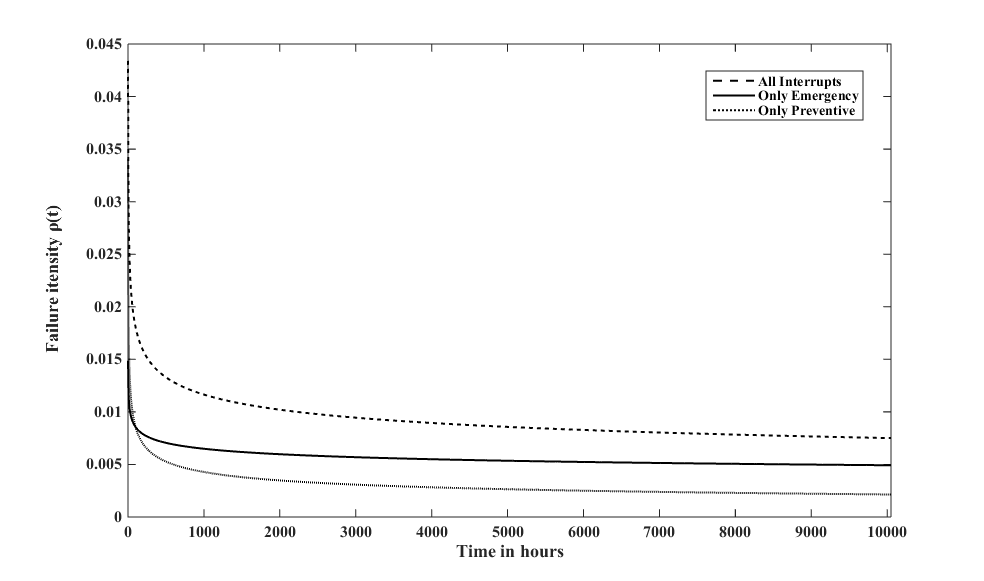 0.045
0.04
0.035
0.03
0.025
0.02
0.015
0.01
0.005
0
Failure itensity ρ(t)
All Interrupts
Only Emergency
Only Preventive
0 1000 2000 3000 4000 5000 6000 7000 8000 9000 10000
Time in hours